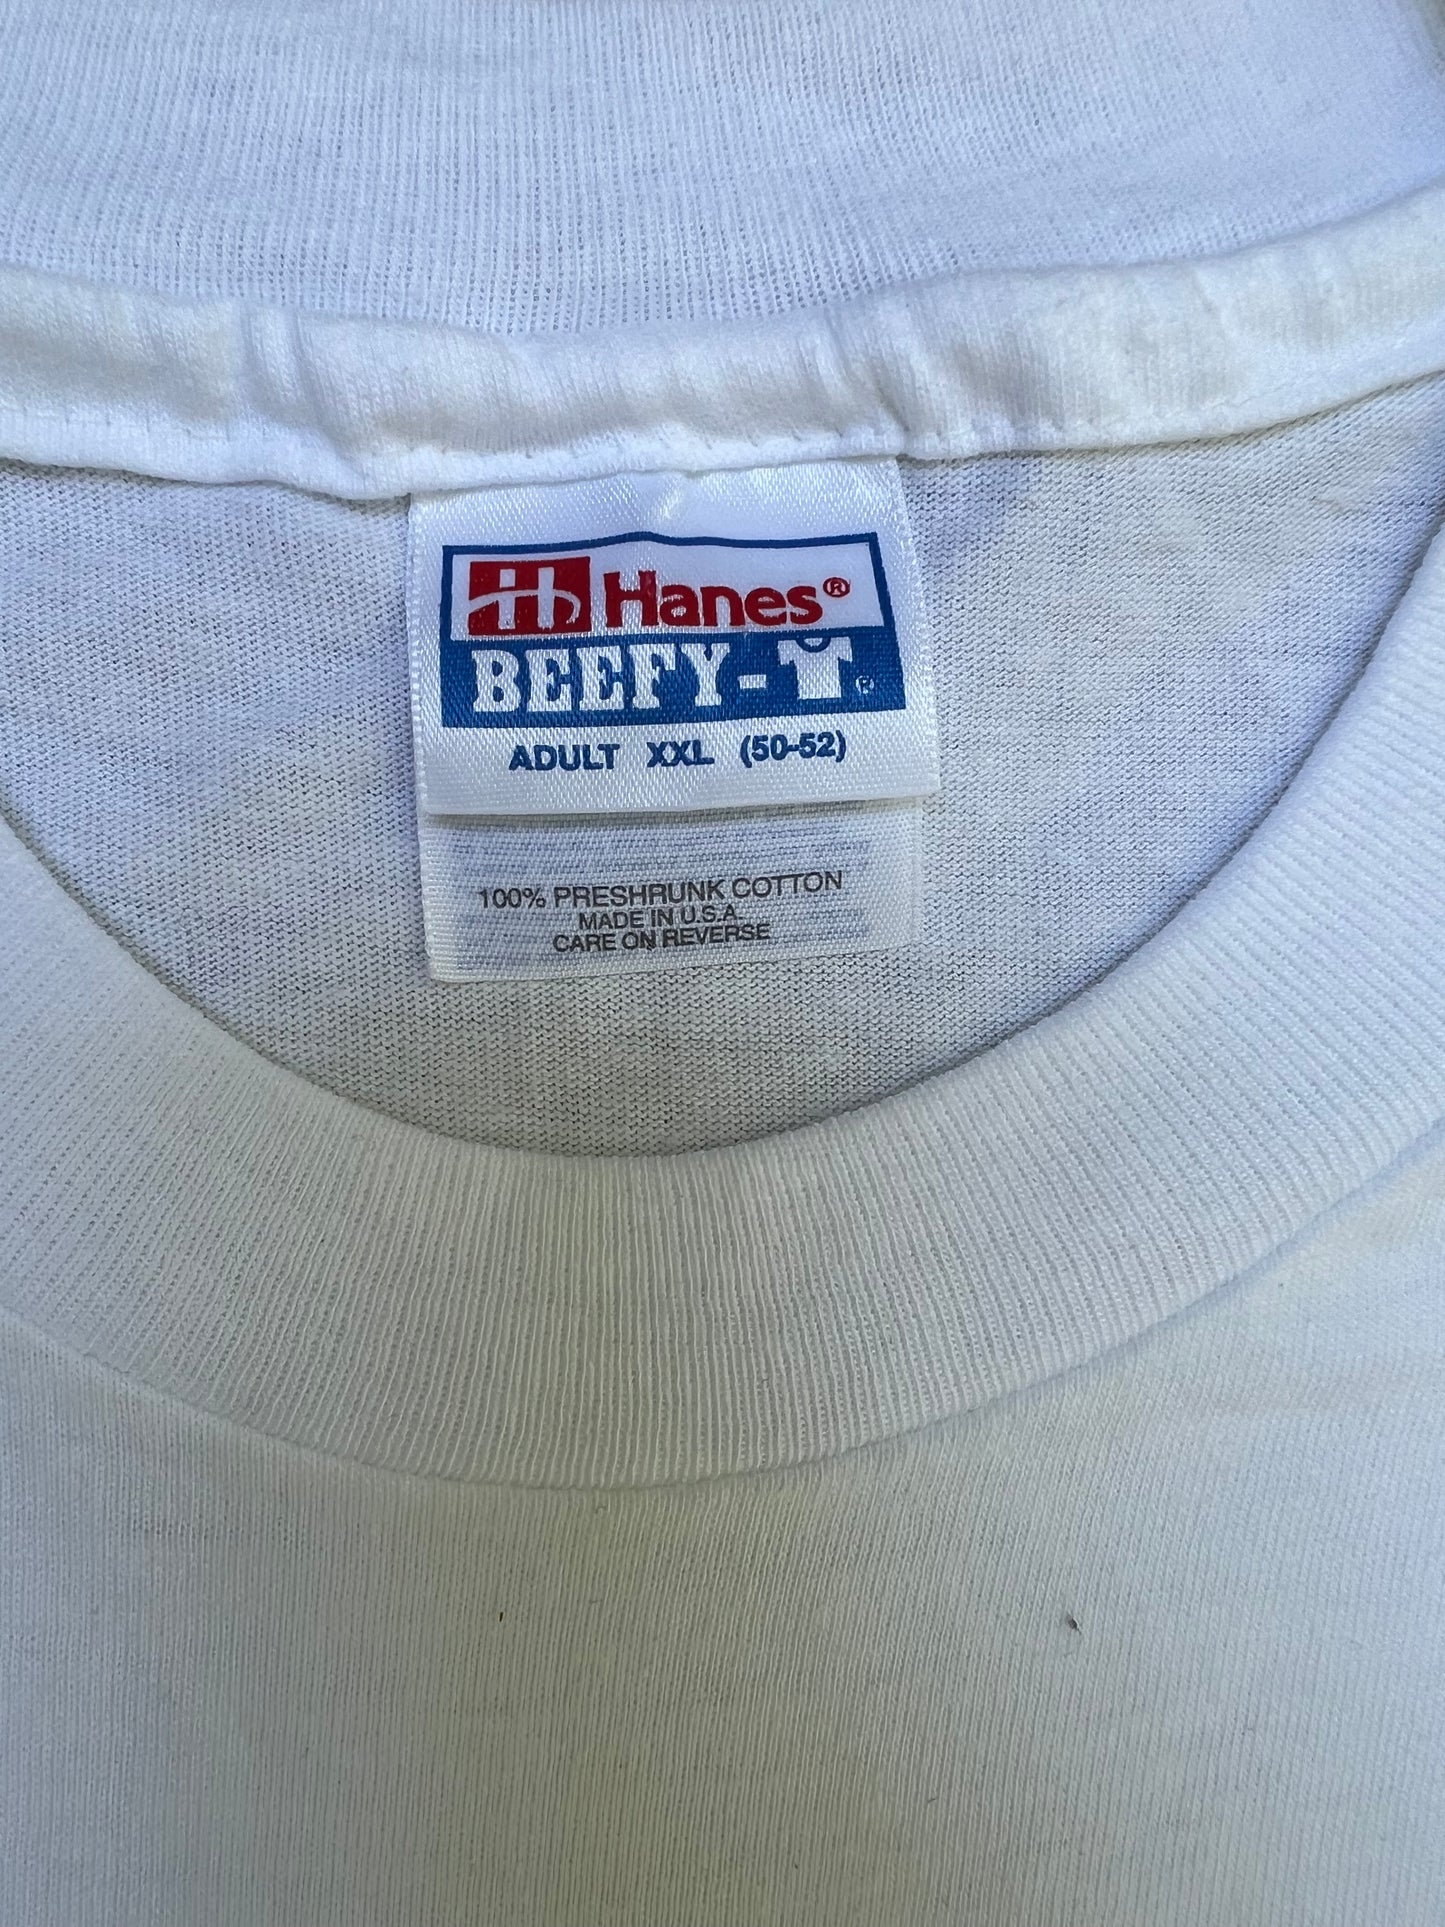 Hanes®
BEEFY-T®
ADULT XXL (50-52)
100% PRESHRUNK COTTON
MADE IN U.S.A.
CARE ON REVERSE